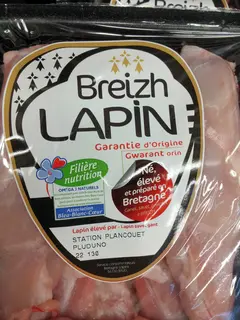 Breizh
LAPIN
Garantie d'Origine
Gwarant orin
Filière
nutrition
OMEGA 3 NATURELS
Association
Bleu-Blanc-Cœur
Né,
élevé
et préparé en
Bretagne
Lapin élevé par
STATION PLANCOUET
PLUDUNO
22 130